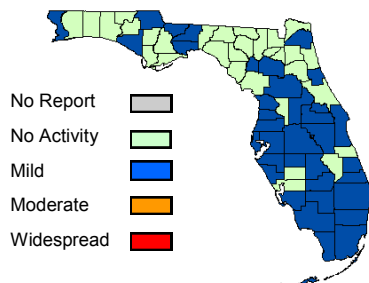 No Report
No Activity
Mild
Moderate
Widespread